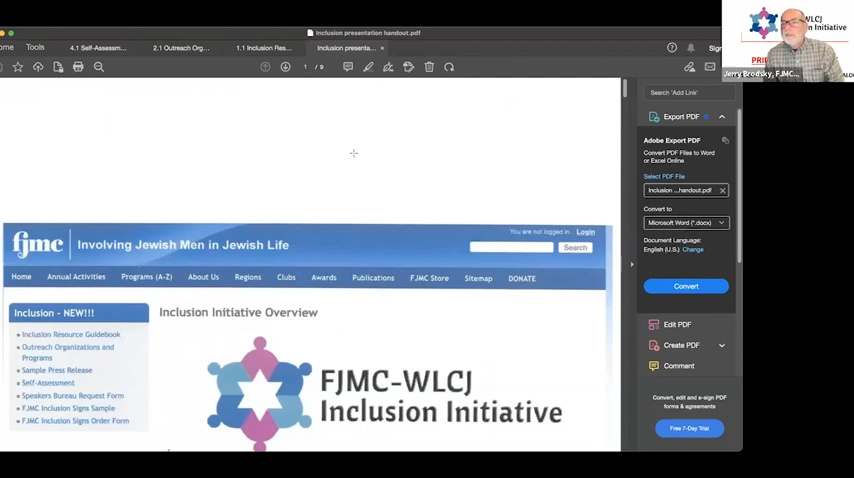 Inclusion presentation handout.pdf
ome Tools 4.1 Self-Assessm... 2.1 Outreach Org... 1.1 Inclusion Res... Inclusion presenta... × Sign
1 / 9
WLCJ
ion Initiative
PRI
Jerry Brodsky, FJMC...
Search 'Add Link'
Export PDF
Adobe Export PDF
Convert PDF Files to Word
or Excel Online
Select PDF File
Inclusion ...handout.pdf
Convert to
Microsoft Word (*.docx)
Document Language:
English (U.S.) Change
Convert
Edit PDF
Create PDF
Comment
Convert, edit and e-sign PDF
forms & agreements
Free 7-Day Trial
You are not logged in. Login
fjmc Involving Jewish Men in Jewish Life
Search
Home Annual Activities Programs (A-Z) About Us Regions Clubs Awards Publications FJMC Store Sitemap DONATE
Inclusion - NEW!!!
Inclusion Resource Guidebook
Outreach Organizations and
Programs
Sample Press Release
Self-Assessment
Speakers Bureau Request Form
FJMC Inclusion Signs Sample
FJMC Inclusion Signs Order Form
Inclusion Initiative Overview
FJMC-WLCJ
Inclusion Initiative